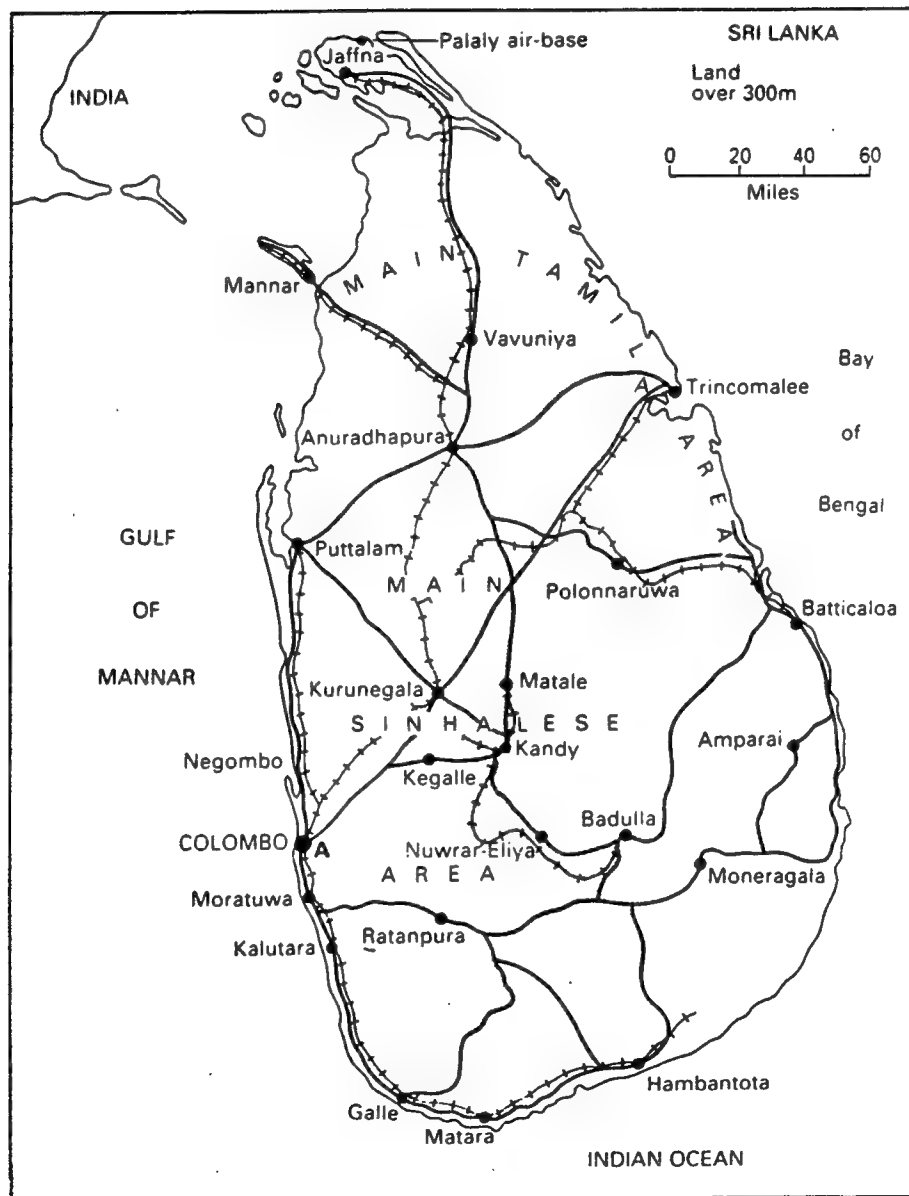 Palaly air-base
SRI LANKA
Jaffna
Land
over 300m
INDIA
0 20 40 60
Miles
MAIN TAMIL AREA
Mannar
Vavuniya
Bay
of
Bengal
Trincomalee
Anuradhapura
GULF
OF
MANNAR
Puttalam
MAIN
SINHALESE
AREA
Polonnaruwa
Batticaloa
Kurunegala
Matale
Negombo
Kegalle
Kandy
Amparai
COLOMBO
A
Nuwrar-Eliya
Badulla
Moneragala
Moratuwa
Kalutara
Ratanpura
Hambantota
Galle
Matara
INDIAN OCEAN